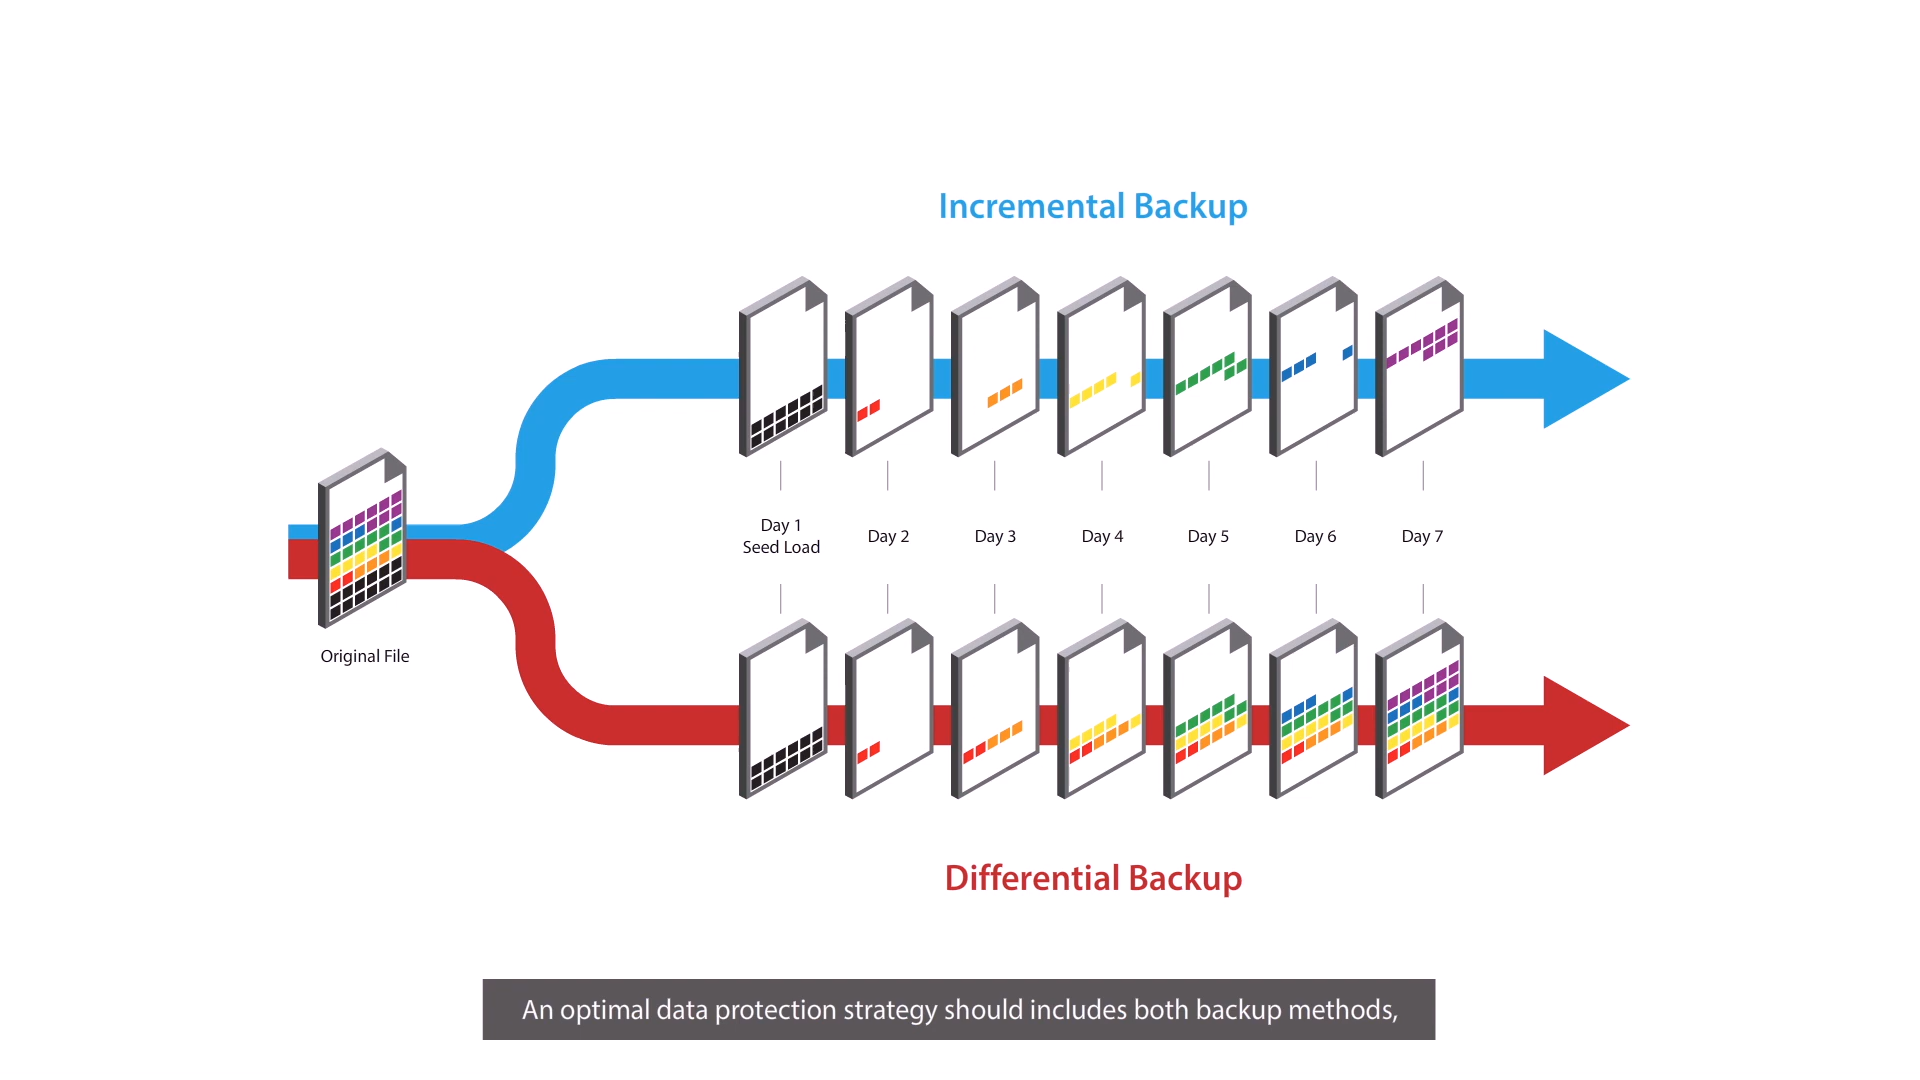 Incremental Backup
Day 1
Seed Load
Day 2
Day 3
Day 4
Day 5
Day 6
Day 7
Original File
Differential Backup
An optimal data protection strategy should includes both backup methods,